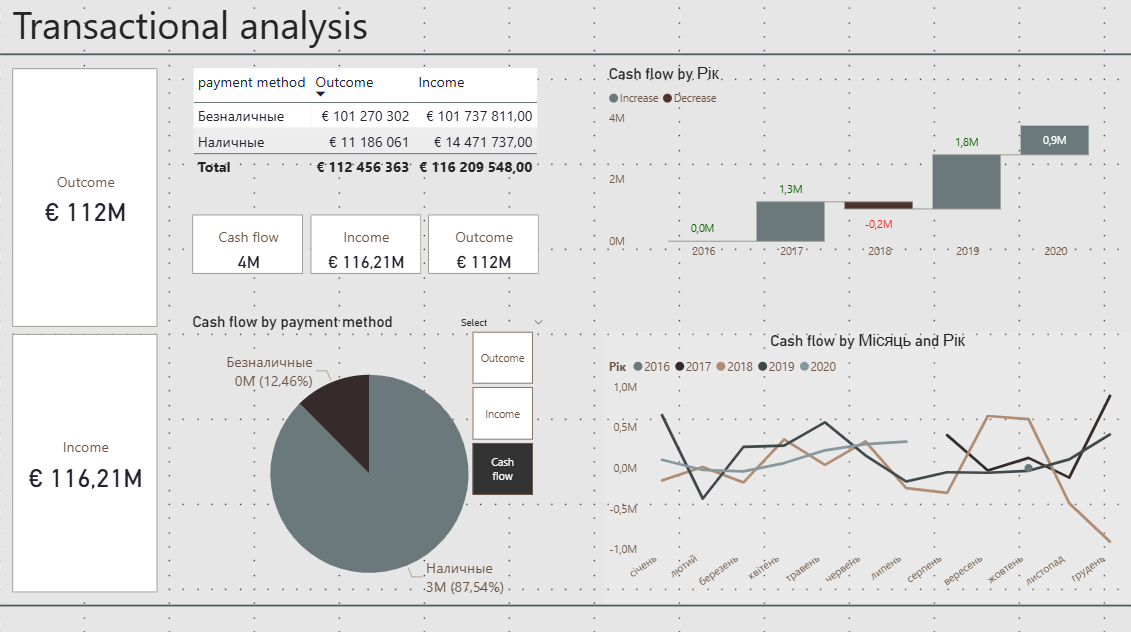 Transactional analysis
Outcome
€ 112M
Income
€ 116,21M
payment method Outcome Income
Безналичные € 101 270 302 € 101 737 811,00
Наличные € 11 186 061 € 14 471 737,00
Total € 112 456 363 € 116 209 548,00
Cash flow
4M
Income
€ 116,21M
Outcome
€ 112M
Cash flow by payment method
Select
Outcome
Income
Cash
flow
Безналичные
0M (12,46%)
Наличные
3M (87,54%)
Cash flow by Рік
Increase Decrease
4M
2M
0M
0,0M
1,3M
-0,2M
1,8M
0,9M
2016 2017 2018 2019 2020
Cash flow by Місяць and Рік
Рік 2016 2017 2018 2019 2020
1,0M
0,5M
0,0M
-0,5M
-1,0M
січень лютий березень квітень травень червень липень серпень вересень жовтень листопад грудень